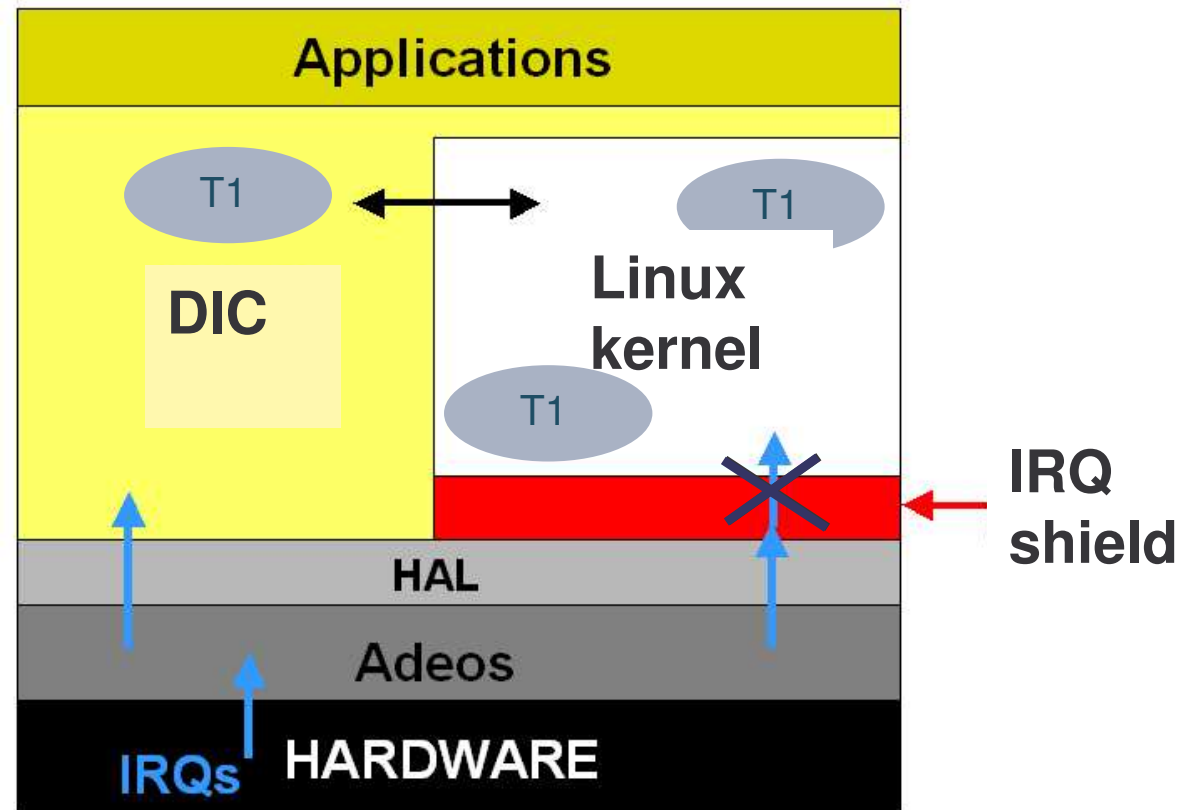 Applications
T1
T1
DIC
Linux
kernel
T1
IRQ
shield
HAL
Adeos
IRQs
HARDWARE